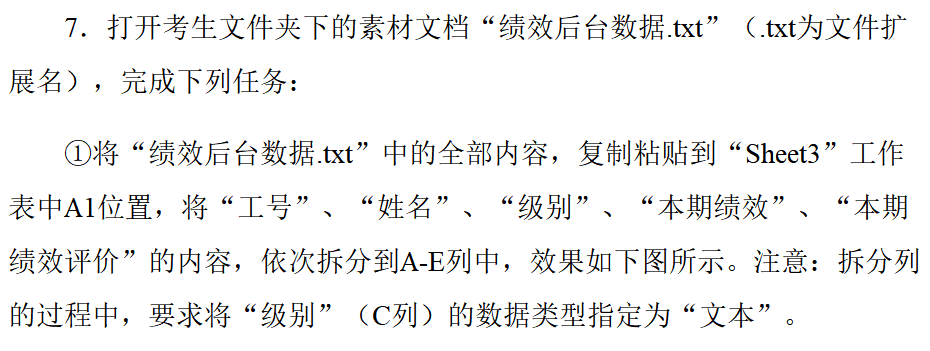 7．打开考生文件夹下的素材文档“绩效后台数据.txt”（.txt为文件扩
展名），完成下列任务：
①将“绩效后台数据.txt”中的全部内容，复制粘贴到“Sheet3”工作
表中A1位置，将“工号”、“姓名”、“级别”、“本期绩效”、“本期
绩效评价”的内容，依次拆分到A-E列中，效果如下图所示。注意：拆分列
的过程中，要求将“级别”（C列）的数据类型指定为“文本”。